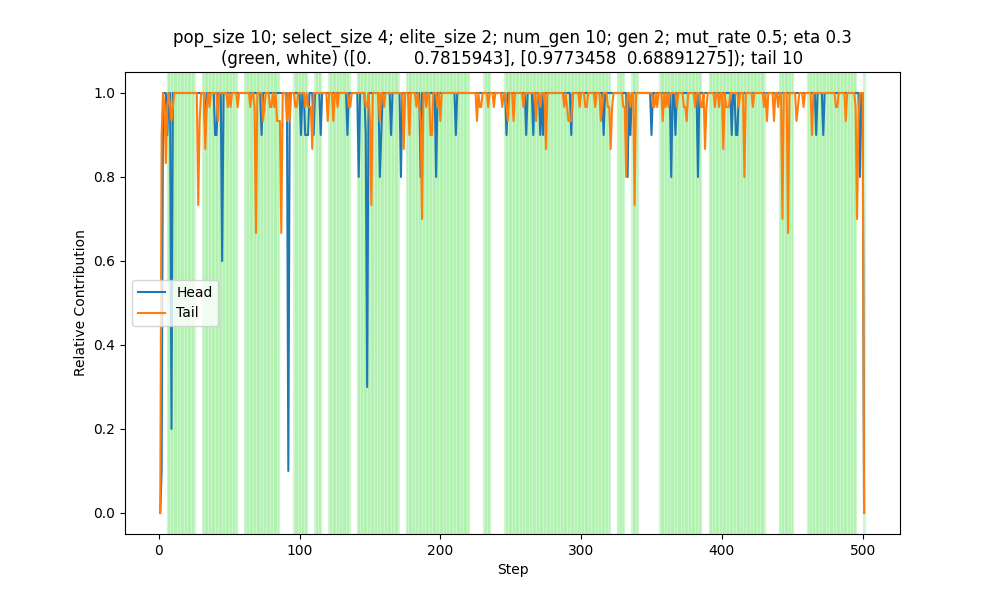 pop_size 10; select_size 4; elite_size 2; num_gen 10; gen 2; mut_rate 0.5; eta 0.3
(green, white) ([0.         0.7815943], [0.9773458  0.68891275]); tail 10
1.0
0.8
0.6
0.4
0.2
0.0
Relative Contribution
Head
Tail
0
100
200
300
400
500
Step